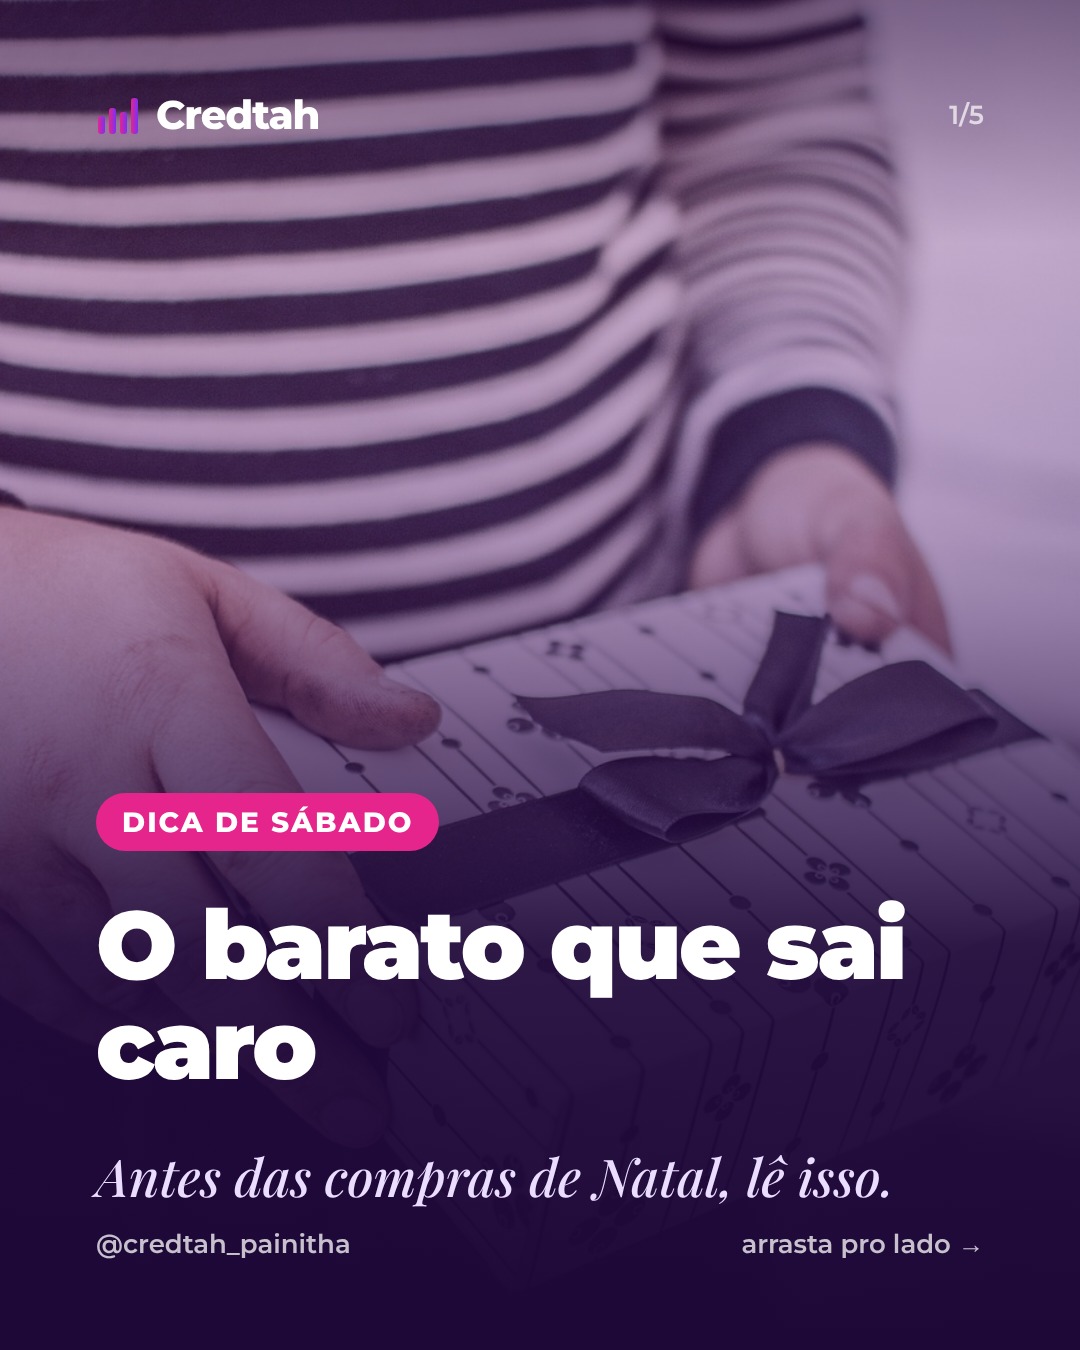 Credtah
1/5
DICA DE SÁBADO
O barato que sai
caro
Antes das compras de Natal, lê isso.
@credtah_painitha
arrasta pro lado →